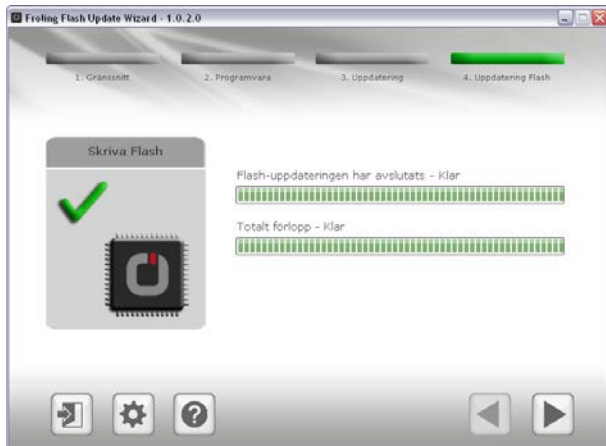 Froling Flash Update Wizard - 1.0.2.0
1. Gränssnitt
2. Programvara
3. Uppdatering
4. Uppdatering Flash
Skriva Flash
Flash-uppdateringen har avslutats - Klar
Totalt förlopp - Klar